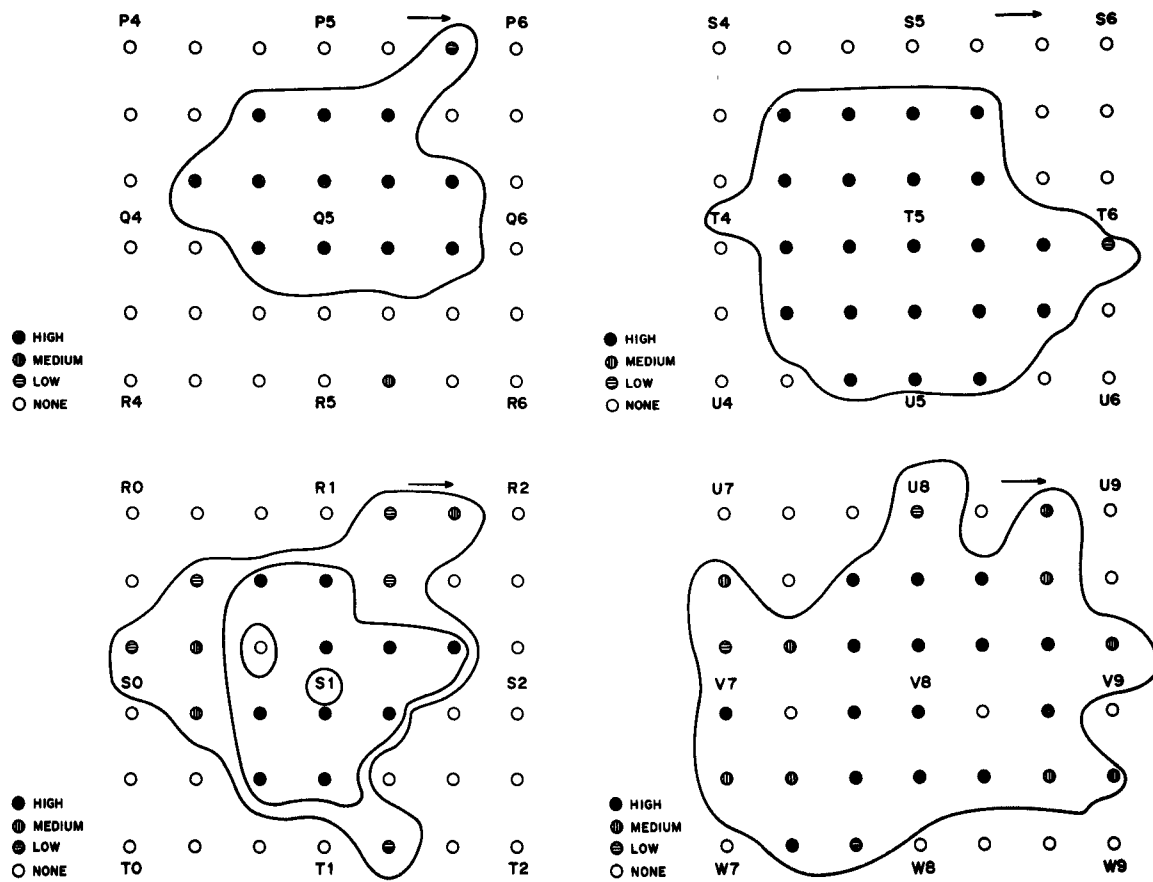 P4 P5 P6
Q4 Q5 Q6
HIGH
MEDIUM
LOW
NONE
R4 R5 R6
S4 S5 S6
T4 T5 T6
HIGH
MEDIUM
LOW
NONE
U4 U5 U6
R0 R1 R2
S0 S1 S2
HIGH
MEDIUM
LOW
NONE
T0 T1 T2
U7 U8 U9
V7 V8 V9
HIGH
MEDIUM
LOW
NONE
W7 W8 W9